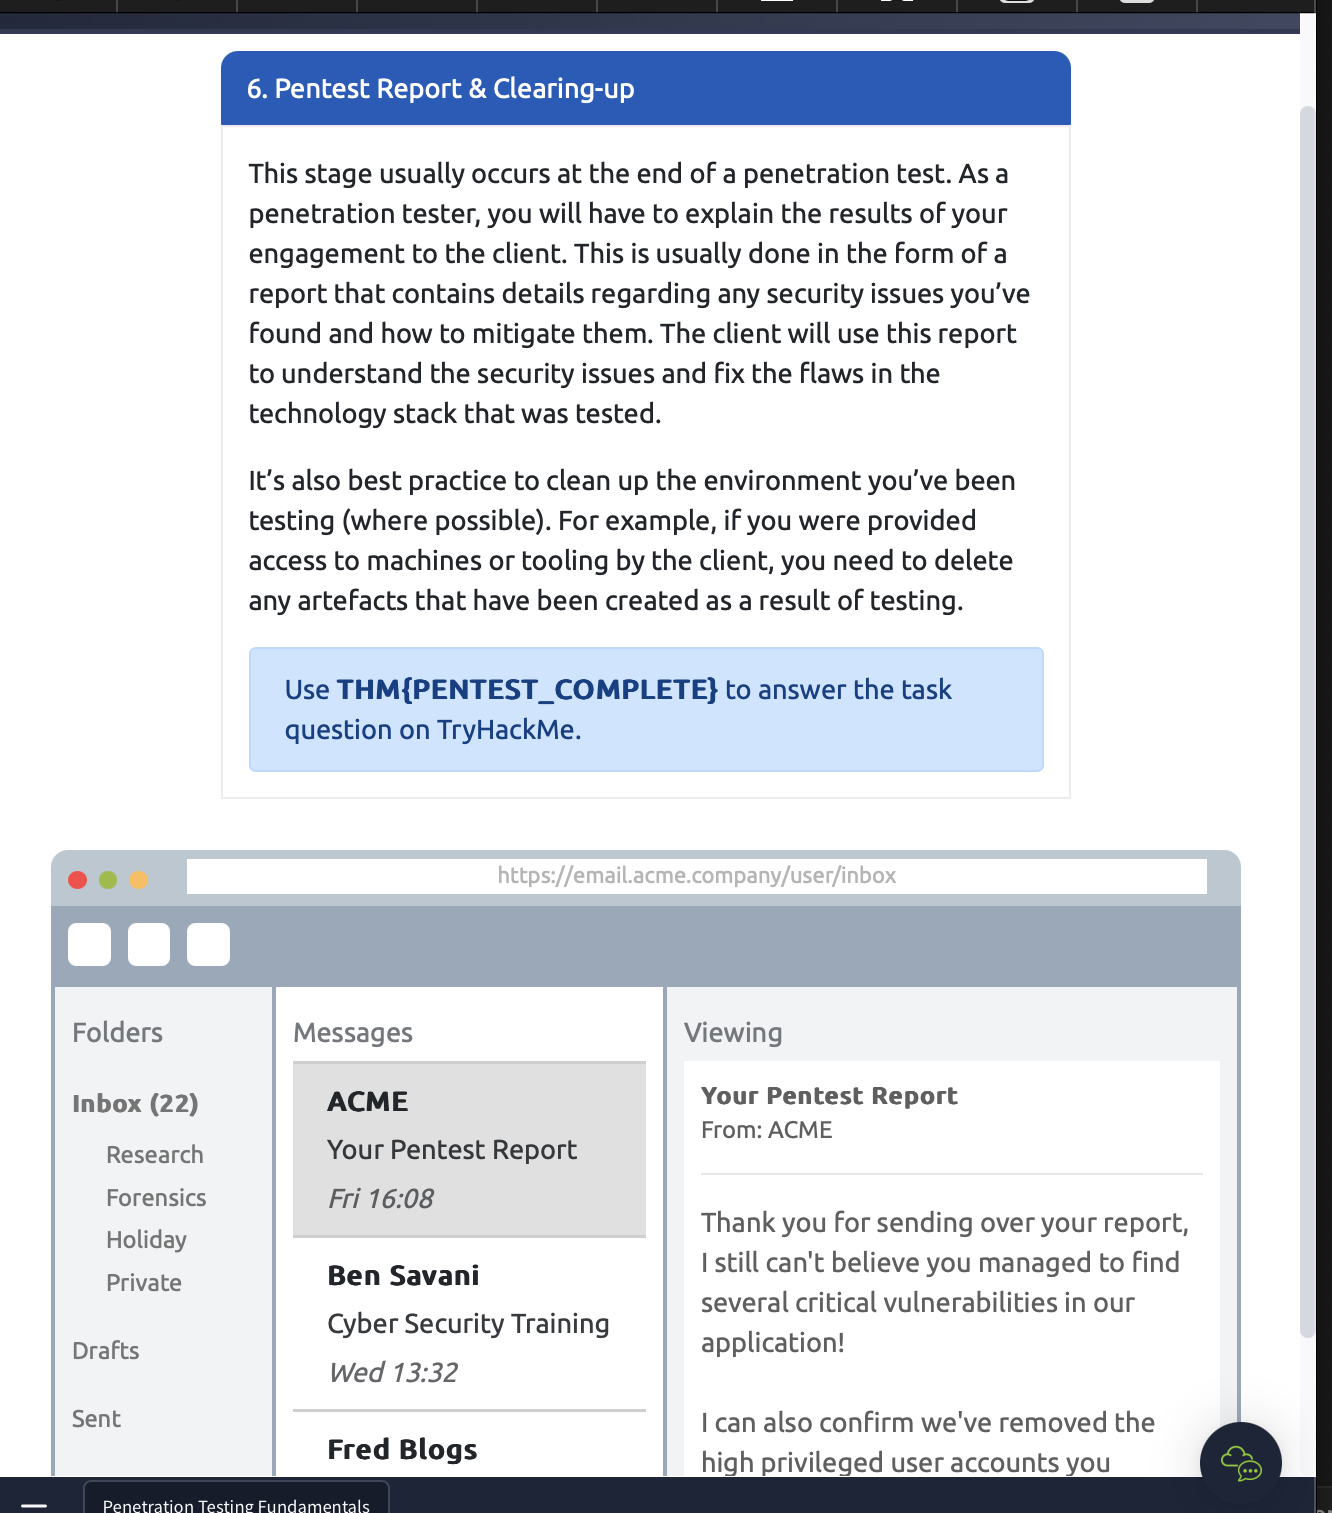 6. Pentest Report & Clearing-up
This stage usually occurs at the end of a penetration test. As a
penetration tester, you will have to explain the results of your
engagement to the client. This is usually done in the form of a
report that contains details regarding any security issues you’ve
found and how to mitigate them. The client will use this report
to understand the security issues and fix the flaws in the
technology stack that was tested.
It’s also best practice to clean up the environment you’ve been
testing (where possible). For example, if you were provided
access to machines or tooling by the client, you need to delete
any artefacts that have been created as a result of testing.
Use THM{PENTEST_COMPLETE} to answer the task
question on TryHackMe.
https://email.acme.company/user/inbox
Folders
Inbox (22)
Research
Forensics
Holiday
Private
Drafts
Sent
Messages
ACME
Your Pentest Report
Fri 16:08
Ben Savani
Cyber Security Training
Wed 13:32
Fred Blogs
Viewing
Your Pentest Report
From: ACME
Thank you for sending over your report,
I still can't believe you managed to find
several critical vulnerabilities in our
application!
I can also confirm we've removed the
high privileged user accounts you
Penetration Testing Fundamentals